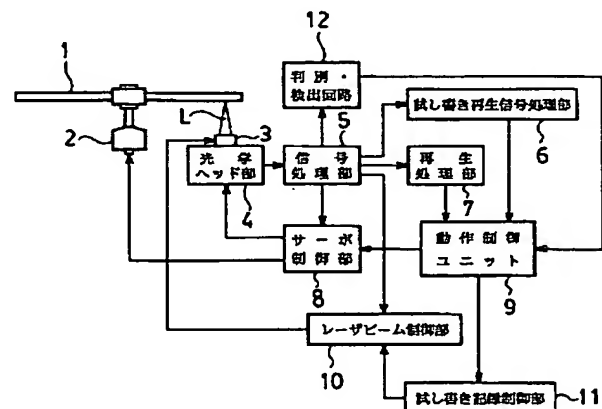 12
1
判別・
検出回路
L
2
3
5
試し書き再生信号処理部
6
光学
ヘッド部
4
信号
処理部
再生
処理部
7
サーボ
制御部
8
動作制御
ユニット
9
レーザビーム制御部
10
試し書き記録制御部
11